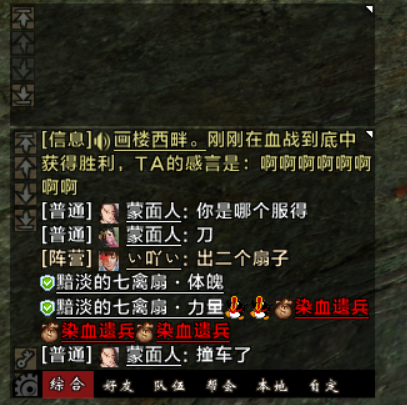 [信息]画楼西畔。刚刚在血战到底中
获得胜利，TA的感言是：啊啊啊啊啊啊
啊啊
[普通]蒙面人：你是哪个服得
[普通]蒙面人：刀
[阵营]ぃ吖い：出二个扇子
黯淡的七禽扇·体魄
黯淡的七禽扇·力量 染血遗兵
染血遗兵 染血遗兵
[普通]蒙面人：撞车了
综合 好友 队伍 帮会 本地 自定